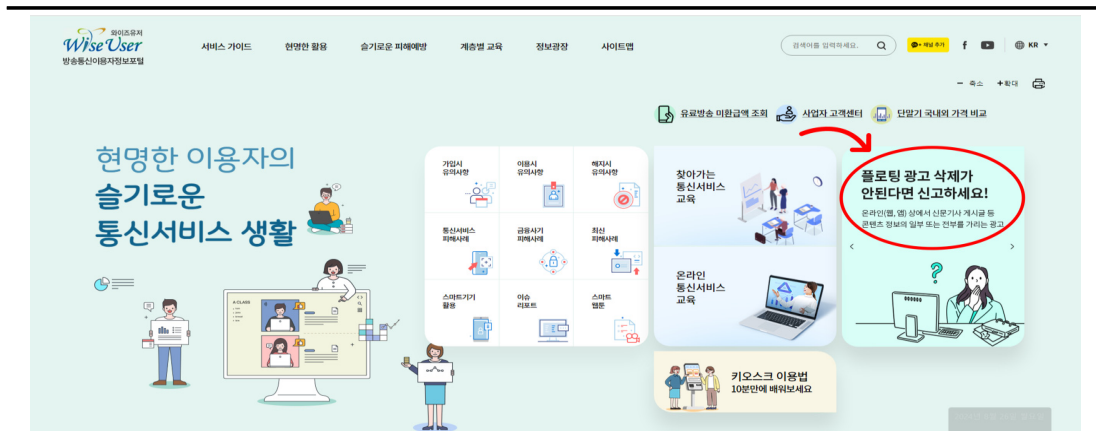 와이즈유저
Wise User
방송통신이용자정보포털
서비스 가이드
현명한 활용
슬기로운 피해예방
계층별 교육
정보광장
사이트맵
검색어를 입력하세요.
+ 채널 추가
KR
- 축소
+확대
유료방송 미환급액 조회
사업자 고객센터
단말기 국내외 가격 비교
현명한 이용자의
슬기로운
통신서비스 생활
가입시
유의사항
이용시
유의사항
해지시
유의사항
통신서비스
피해사례
금융사기
피해사례
최신
피해사례
스마트기기
활용
이슈
리포트
스마트
웹툰
찾아가는
통신서비스
교육
온라인
통신서비스
교육
플로팅 광고 삭제가
안된다면 신고하세요!
온라인(웹, 앱) 상에서 신문기사 게시글 등
콘텐츠 정보의 일부 또는 전부를 가리는 광고
키오스크 이용법
10분만에 배워보세요
A CLASS